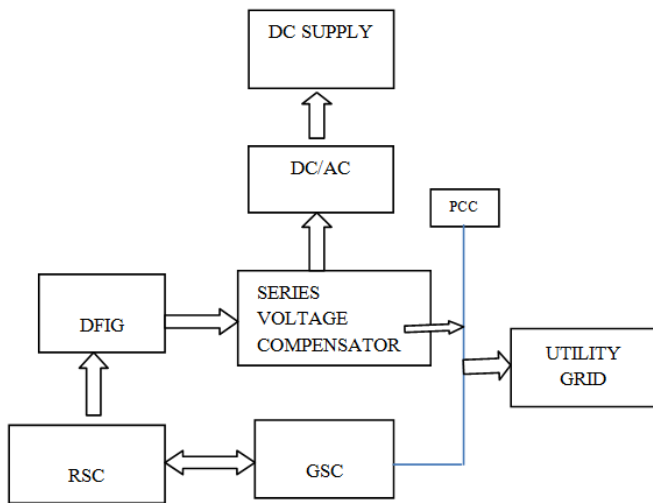 DC SUPPLY
DC/AC
PCC
SERIES
VOLTAGE
COMPENSATOR
DFIG
UTILITY
GRID
RSC
GSC